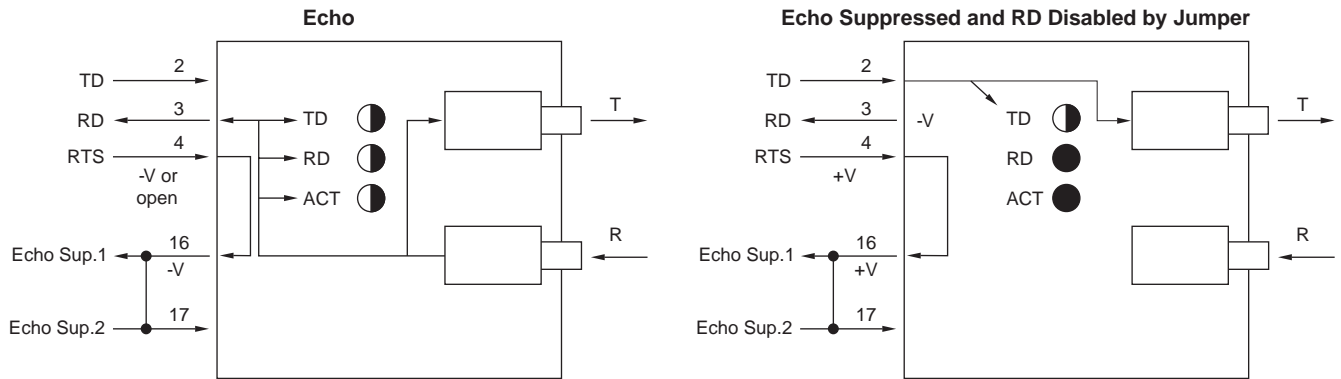 Echo
TD
2
RD
3
RTS
4
-V or
open
Echo Sup.1
16
-V
Echo Sup.2
17
TD
RD
ACT
T
R
Echo Suppressed and RD Disabled by Jumper
TD
2
RD
3
-V
RTS
4
+V
Echo Sup.1
16
+V
Echo Sup.2
17
TD
RD
ACT
T
R